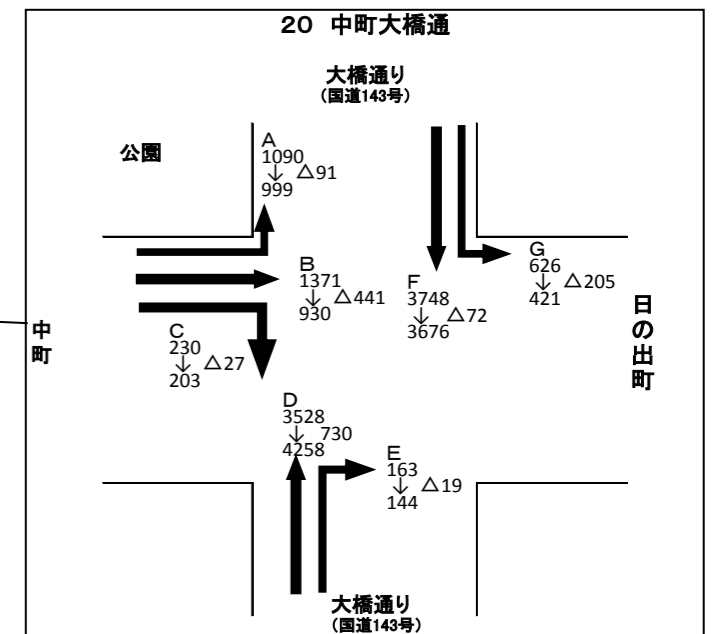 20 中町大橋通
大橋通り
(国道143号)
公園
A
1090
↓ △91
999
B
1371
↓ △441
930
C
230
↓ △27
203
中町
D
3528
↓ 730
4258
E
163
↓ △19
144
F
3748
↓ △72
3676
G
626
↓ △205
421
日の出町
大橋通り
(国道143号)